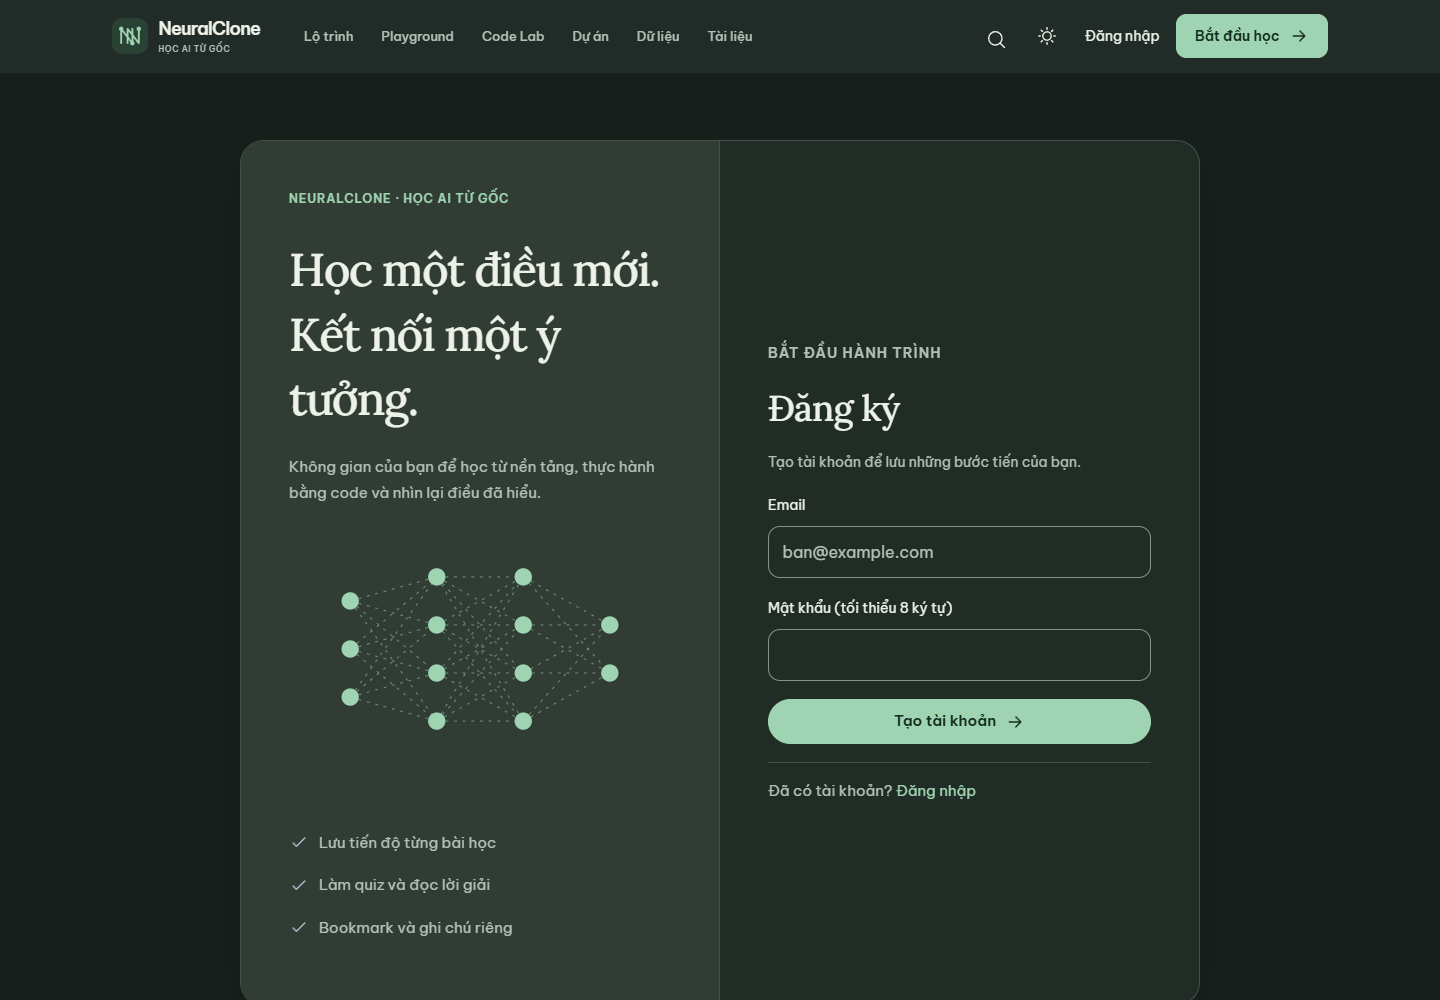 NeuralClone
HỌC AI TỪ GỐC
Lộ trình
Playground
Code Lab
Dự án
Dữ liệu
Tài liệu
Đăng nhập
Bắt đầu học
NEURALCLONE · HỌC AI TỪ GỐC
Học một điều mới.
Kết nối một ý
tưởng.
Không gian của bạn để học từ nền tảng, thực hành
bằng code và nhìn lại điều đã hiểu.
Lưu tiến độ từng bài học
Làm quiz và đọc lời giải
Bookmark và ghi chú riêng
BẮT ĐẦU HÀNH TRÌNH
Đăng ký
Tạo tài khoản để lưu những bước tiến của bạn.
Email
ban@example.com
Mật khẩu (tối thiểu 8 ký tự)
Tạo tài khoản
Đã có tài khoản? Đăng nhập